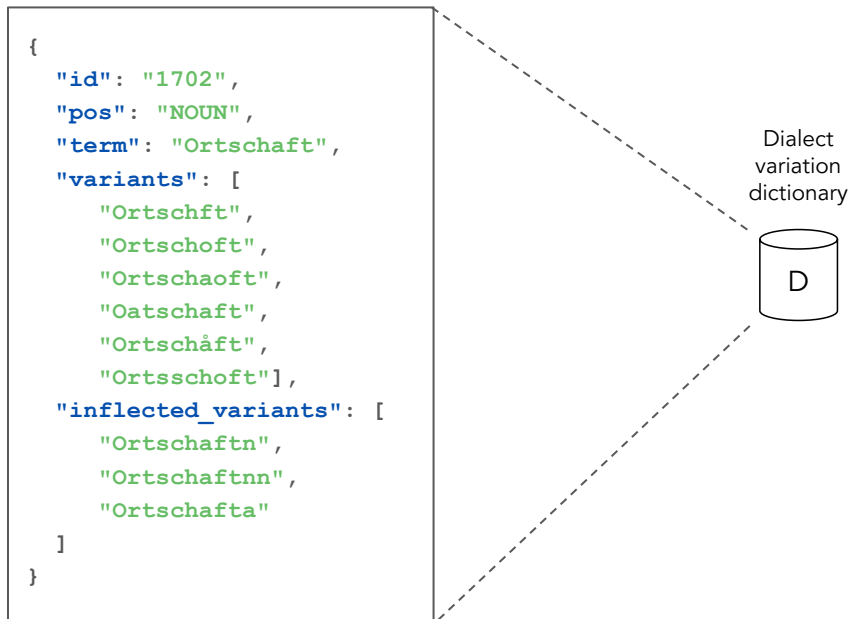 {
"id": "1702",
"pos": "NOUN",
"term": "Ortschaft",
"variants": [
"Ortschft",
"Ortschoft",
"Ortschaoft",
"Oatschaft",
"Ortschåft",
"Ortsschoft"],
"inflected_variants": [
"Ortschaftn",
"Ortschaftnn",
"Ortschafta"
]
}
Dialect
variation
dictionary
D